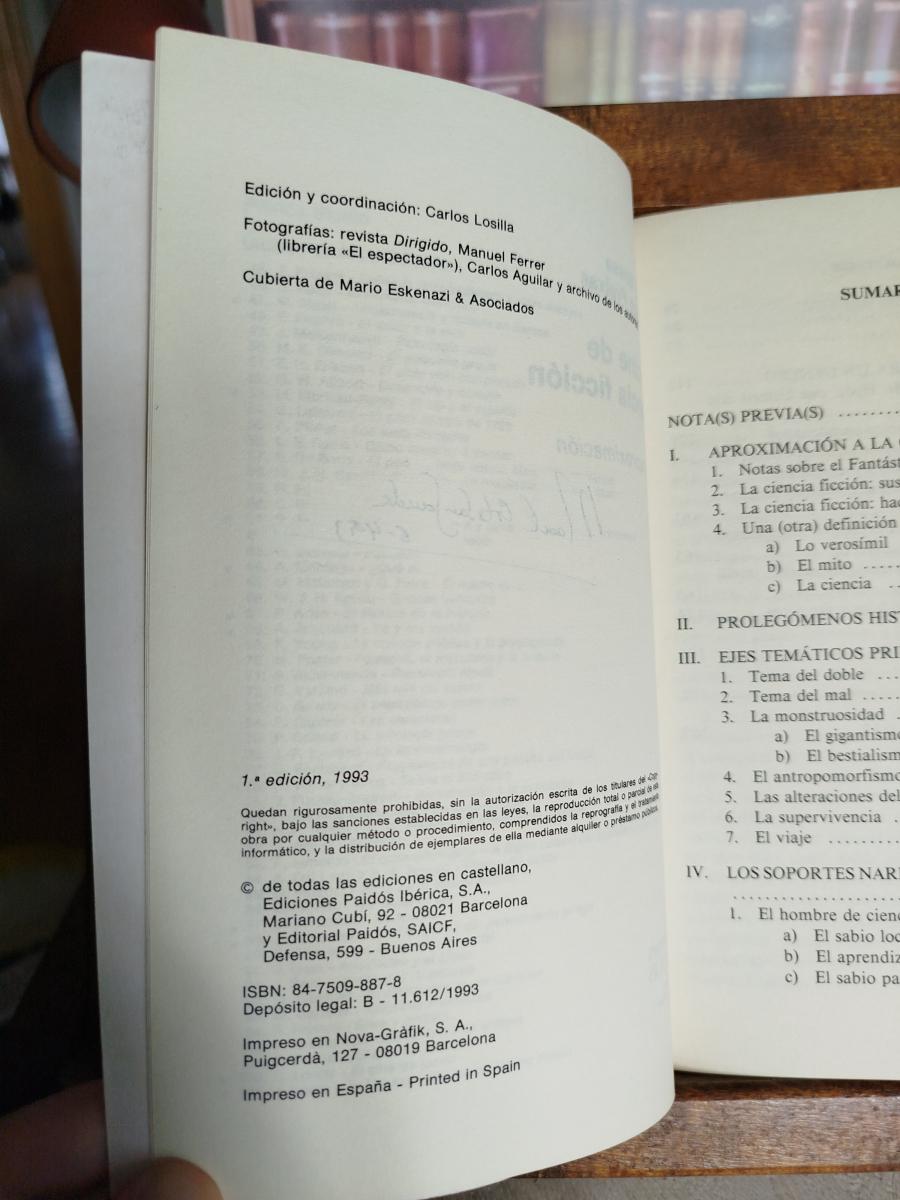 Edición y coordinación: Carlos Losilla
Fotografías: revista Dirigido, Manuel Ferrer
(librería «El espectador»), Carlos Aguilar y archivo de los autores
Cubierta de Mario Eskenazi & Asociados
1.ª edición, 1993
Quedan rigurosamente prohibidas, sin la autorización escrita de los titulares del «Copy-
right», bajo las sanciones establecidas en las leyes, la reproducción total o parcial de esta
obra por cualquier método o procedimiento, comprendidos la reprografía y el tratamiento
informático, y la distribución de ejemplares de ella mediante alquiler o préstamo públicos.
© de todas las ediciones en castellano,
Ediciones Paidós Ibérica, S.A.,
Mariano Cubí, 92 - 08021 Barcelona
y Editorial Paidós, SAICF,
Defensa, 599 - Buenos Aires
ISBN: 84-7509-887-8
Depósito legal: B - 11.612/1993
Impreso en Nova-Gràfik, S. A.,
Puigcerdà, 127 - 08019 Barcelona
Impreso en España - Printed in Spain
SUMAR
NOTA(S) PREVIA(S) ........
I. APROXIMACIÓN A LA
1. Notas sobre el Fantást
2. La ciencia ficción: sus
3. La ciencia ficción: hac
4. Una (otra) definición
a) Lo verosímil
b) El mito .....
c) La ciencia ..
II. PROLEGÓMENOS HIST
III. EJES TEMÁTICOS PRI
1. Tema del doble ...
2. Tema del mal .....
3. La monstruosidad .
a) El gigantismo
b) El bestialism
4. El antropomorfismo
5. Las alteraciones del
6. La supervivencia .
7. El viaje .........
IV. LOS SOPORTES NARR
1. El hombre de cienc
a) El sabio loc
b) El aprendiz
c) El sabio pa